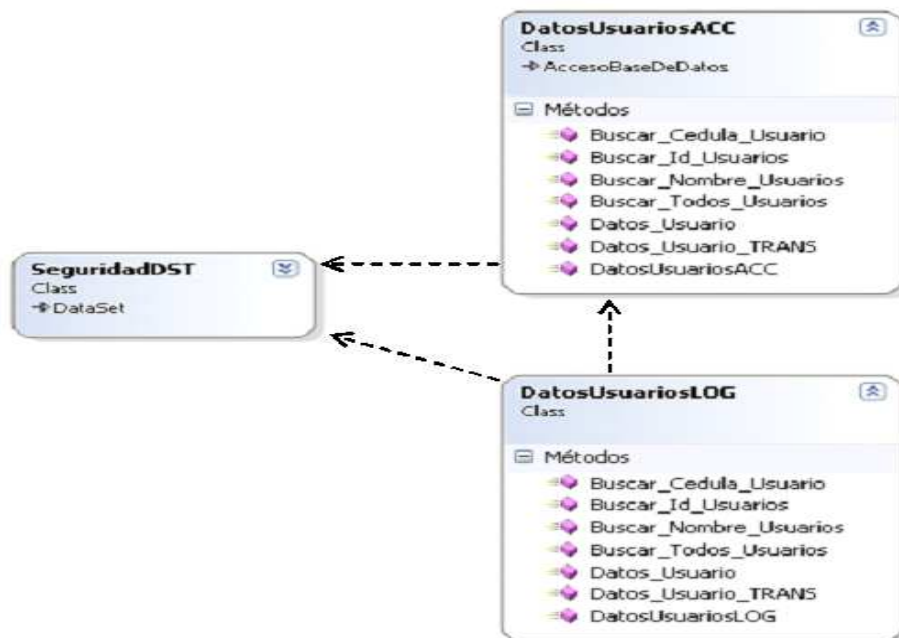 DatosUsuariosACC
Class
AccesoBaseDeDatos
Métodos
Buscar_Cedula_Usuario
Buscar_Id_Usuarios
Buscar_Nombre_Usuarios
Buscar_Todos_Usuarios
Datos_Usuario
Datos_Usuario_TRANS
DatosUsuariosACC
SeguridadDST
Class
DataSet
DatosUsuariosLOG
Class
Métodos
Buscar_Cedula_Usuario
Buscar_Id_Usuarios
Buscar_Nombre_Usuarios
Buscar_Todos_Usuarios
Datos_Usuario
Datos_Usuario_TRANS
DatosUsuariosLOG